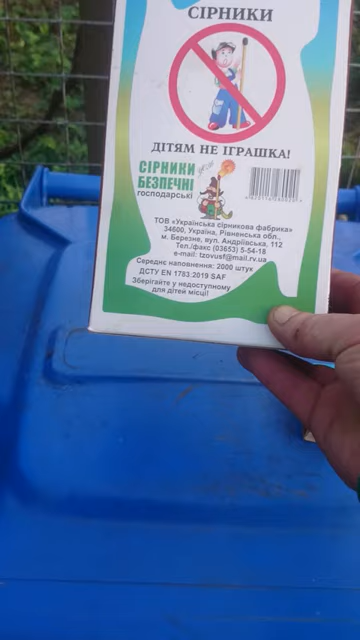 СІРНИКИ
ДІТЯМ НЕ ІГРАШКА!
СІРНИКИ
БЕЗПЕЧНІ
господарські
ТОВ «Українська сірникова фабрика»
34600, Україна, Рівненська обл.,
м. Березне, вул. Андріївська, 112
Тел./факс (03653) 5-54-18
e-mail: tzovusf@mail.rv.ua
Середнє наповнення: 2000 штук
ДСТУ EN 1783:2019 SAF
Зберігайте у недоступному
для дітей місці!